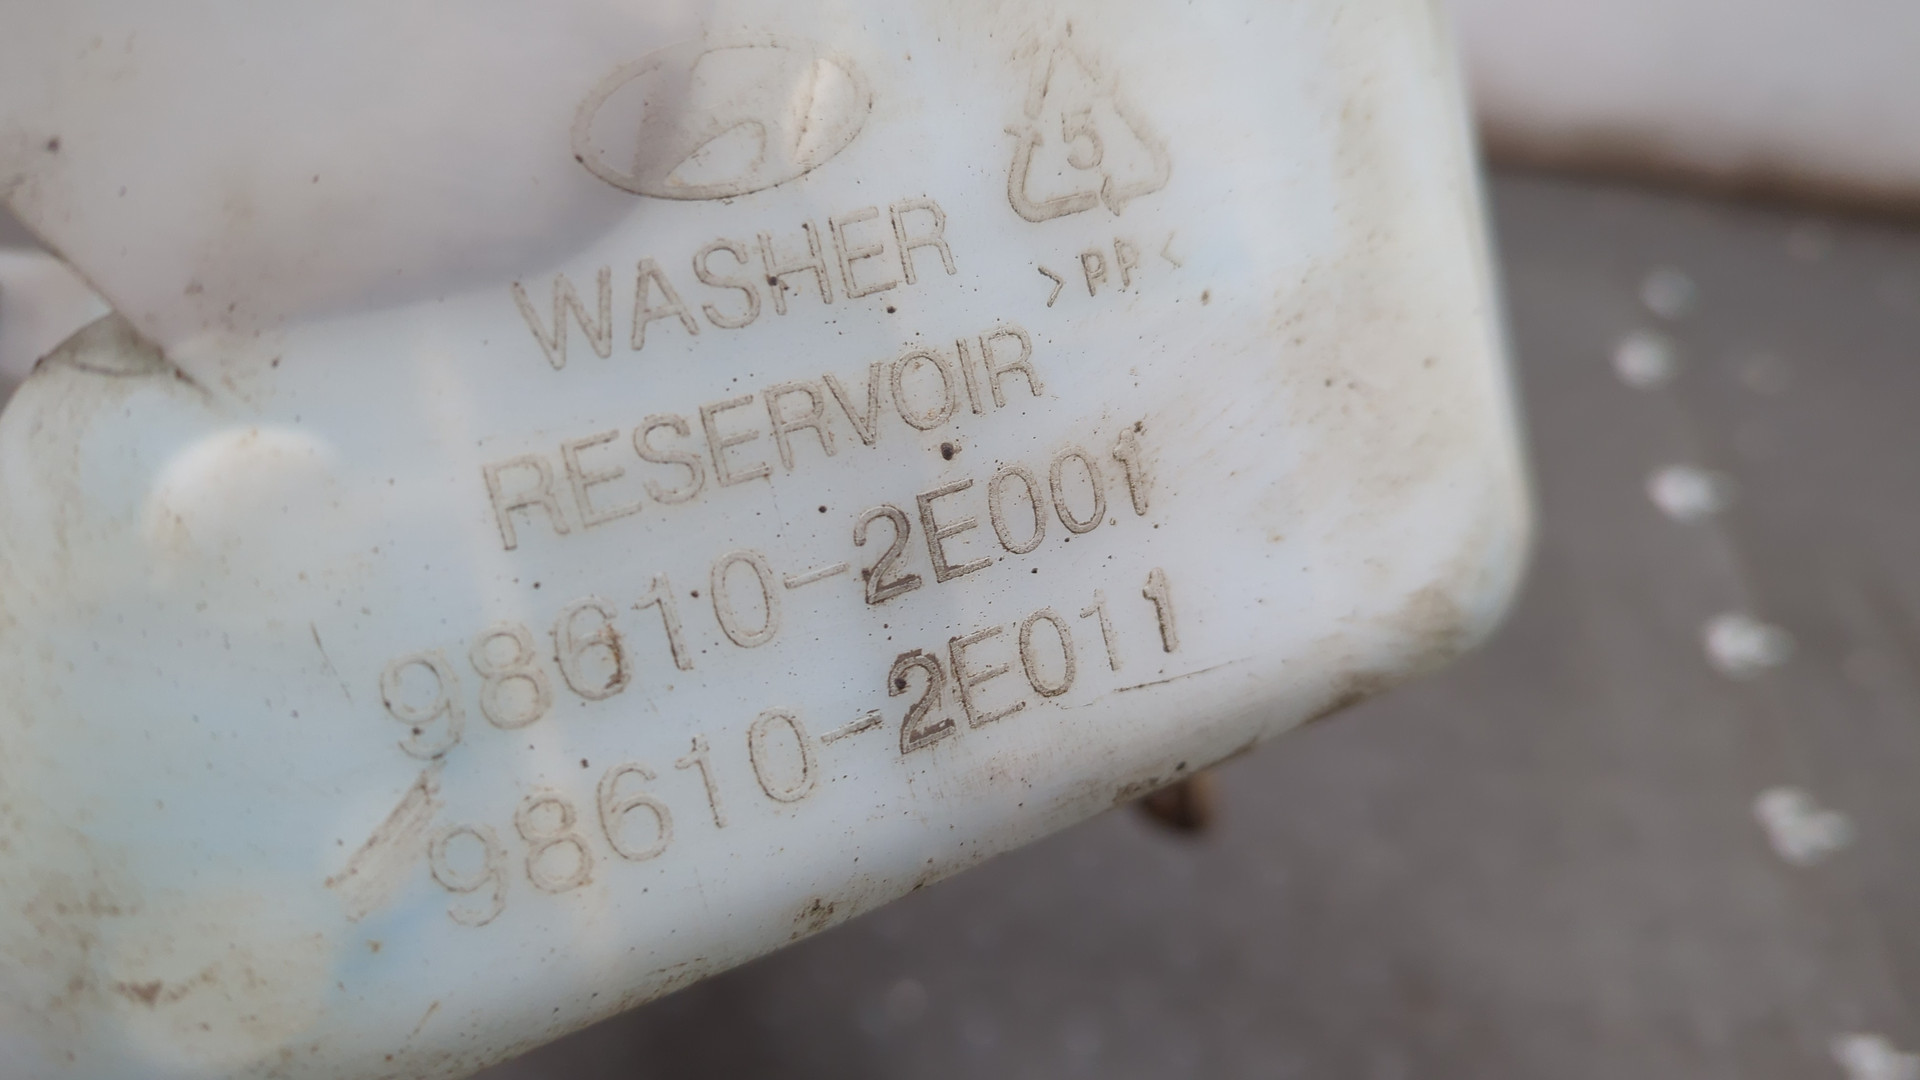 5
WASHER
>PP<
RESERVOIR
98610-2E001
98610-2E011